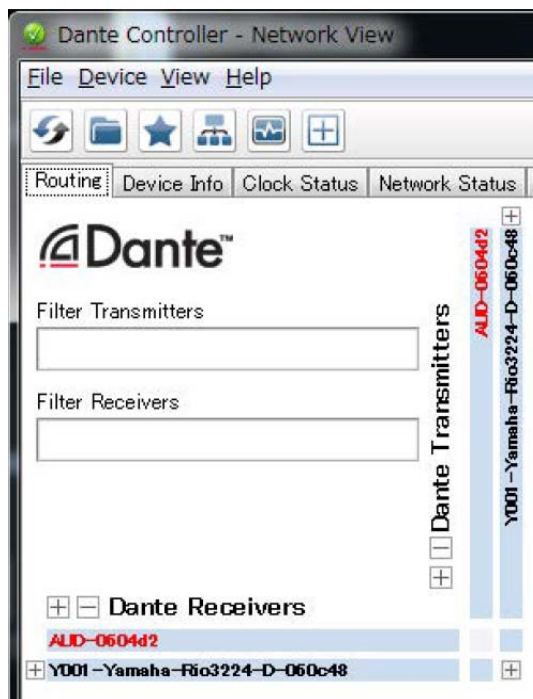 Dante Controller - Network View
File Device View Help
Routing Device Info Clock Status Network Status
Dante™
Filter Transmitters
Filter Receivers
Dante Transmitters
AUD-0604d2
Y001-Yamaha-Rio3224-D-060c48
Dante Receivers
AUD-0604d2
Y001-Yamaha-Rio3224-D-060c48